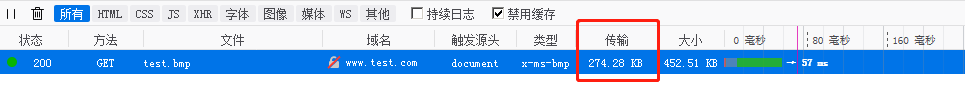 所有 HTML CSS JS XHR 字体 图像 媒体 WS 其他 持续日志 禁用缓存
状态 方法 文件 域名 触发源头 类型 传输 大小 0 毫秒 80 毫秒 160 毫秒
200 GET test.bmp www.test.com document x-ms-bmp 274.28 KB 452.51 KB → 57 ms